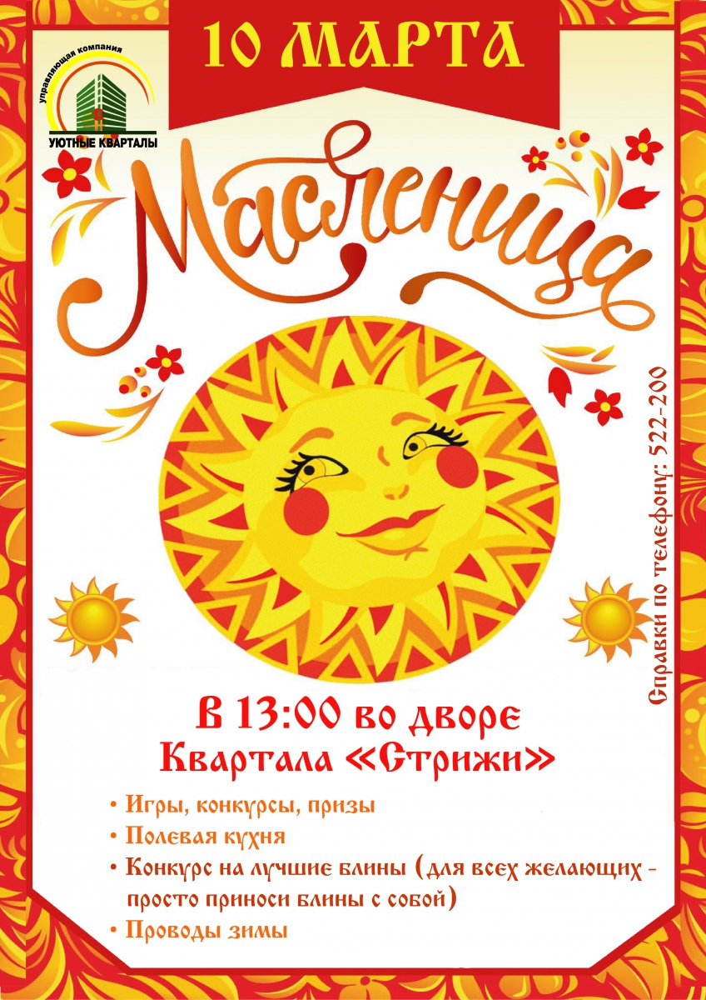 10 МАРТА
управляющая компания
УЮТНЫЕ КВАРТАЛЫ
Масленица
Справки по телефону: 522-200
В 13:00 во дворе
Квартала «Стрижи»
• Игры, конкурсы, призы
• Полевая кухня
• Конкурс на лучшие блины (для всех желающих -
просто приноси блины с собой)
• Проводы зимы